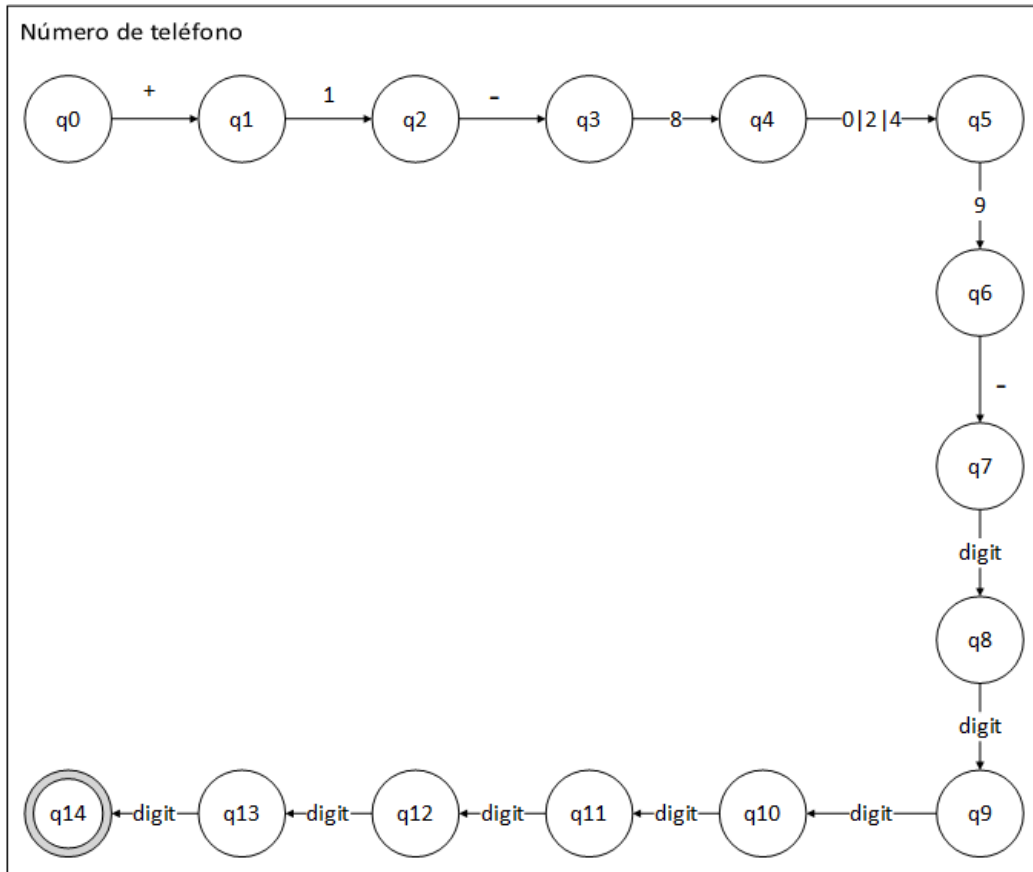 Número de teléfono
q0 + q1 1 q2 - q3 8 q4 0|2|4 q5
9
q6
-
q7
digit
q8
digit
q14 digit q13 digit q12 digit q11 digit q10 digit q9